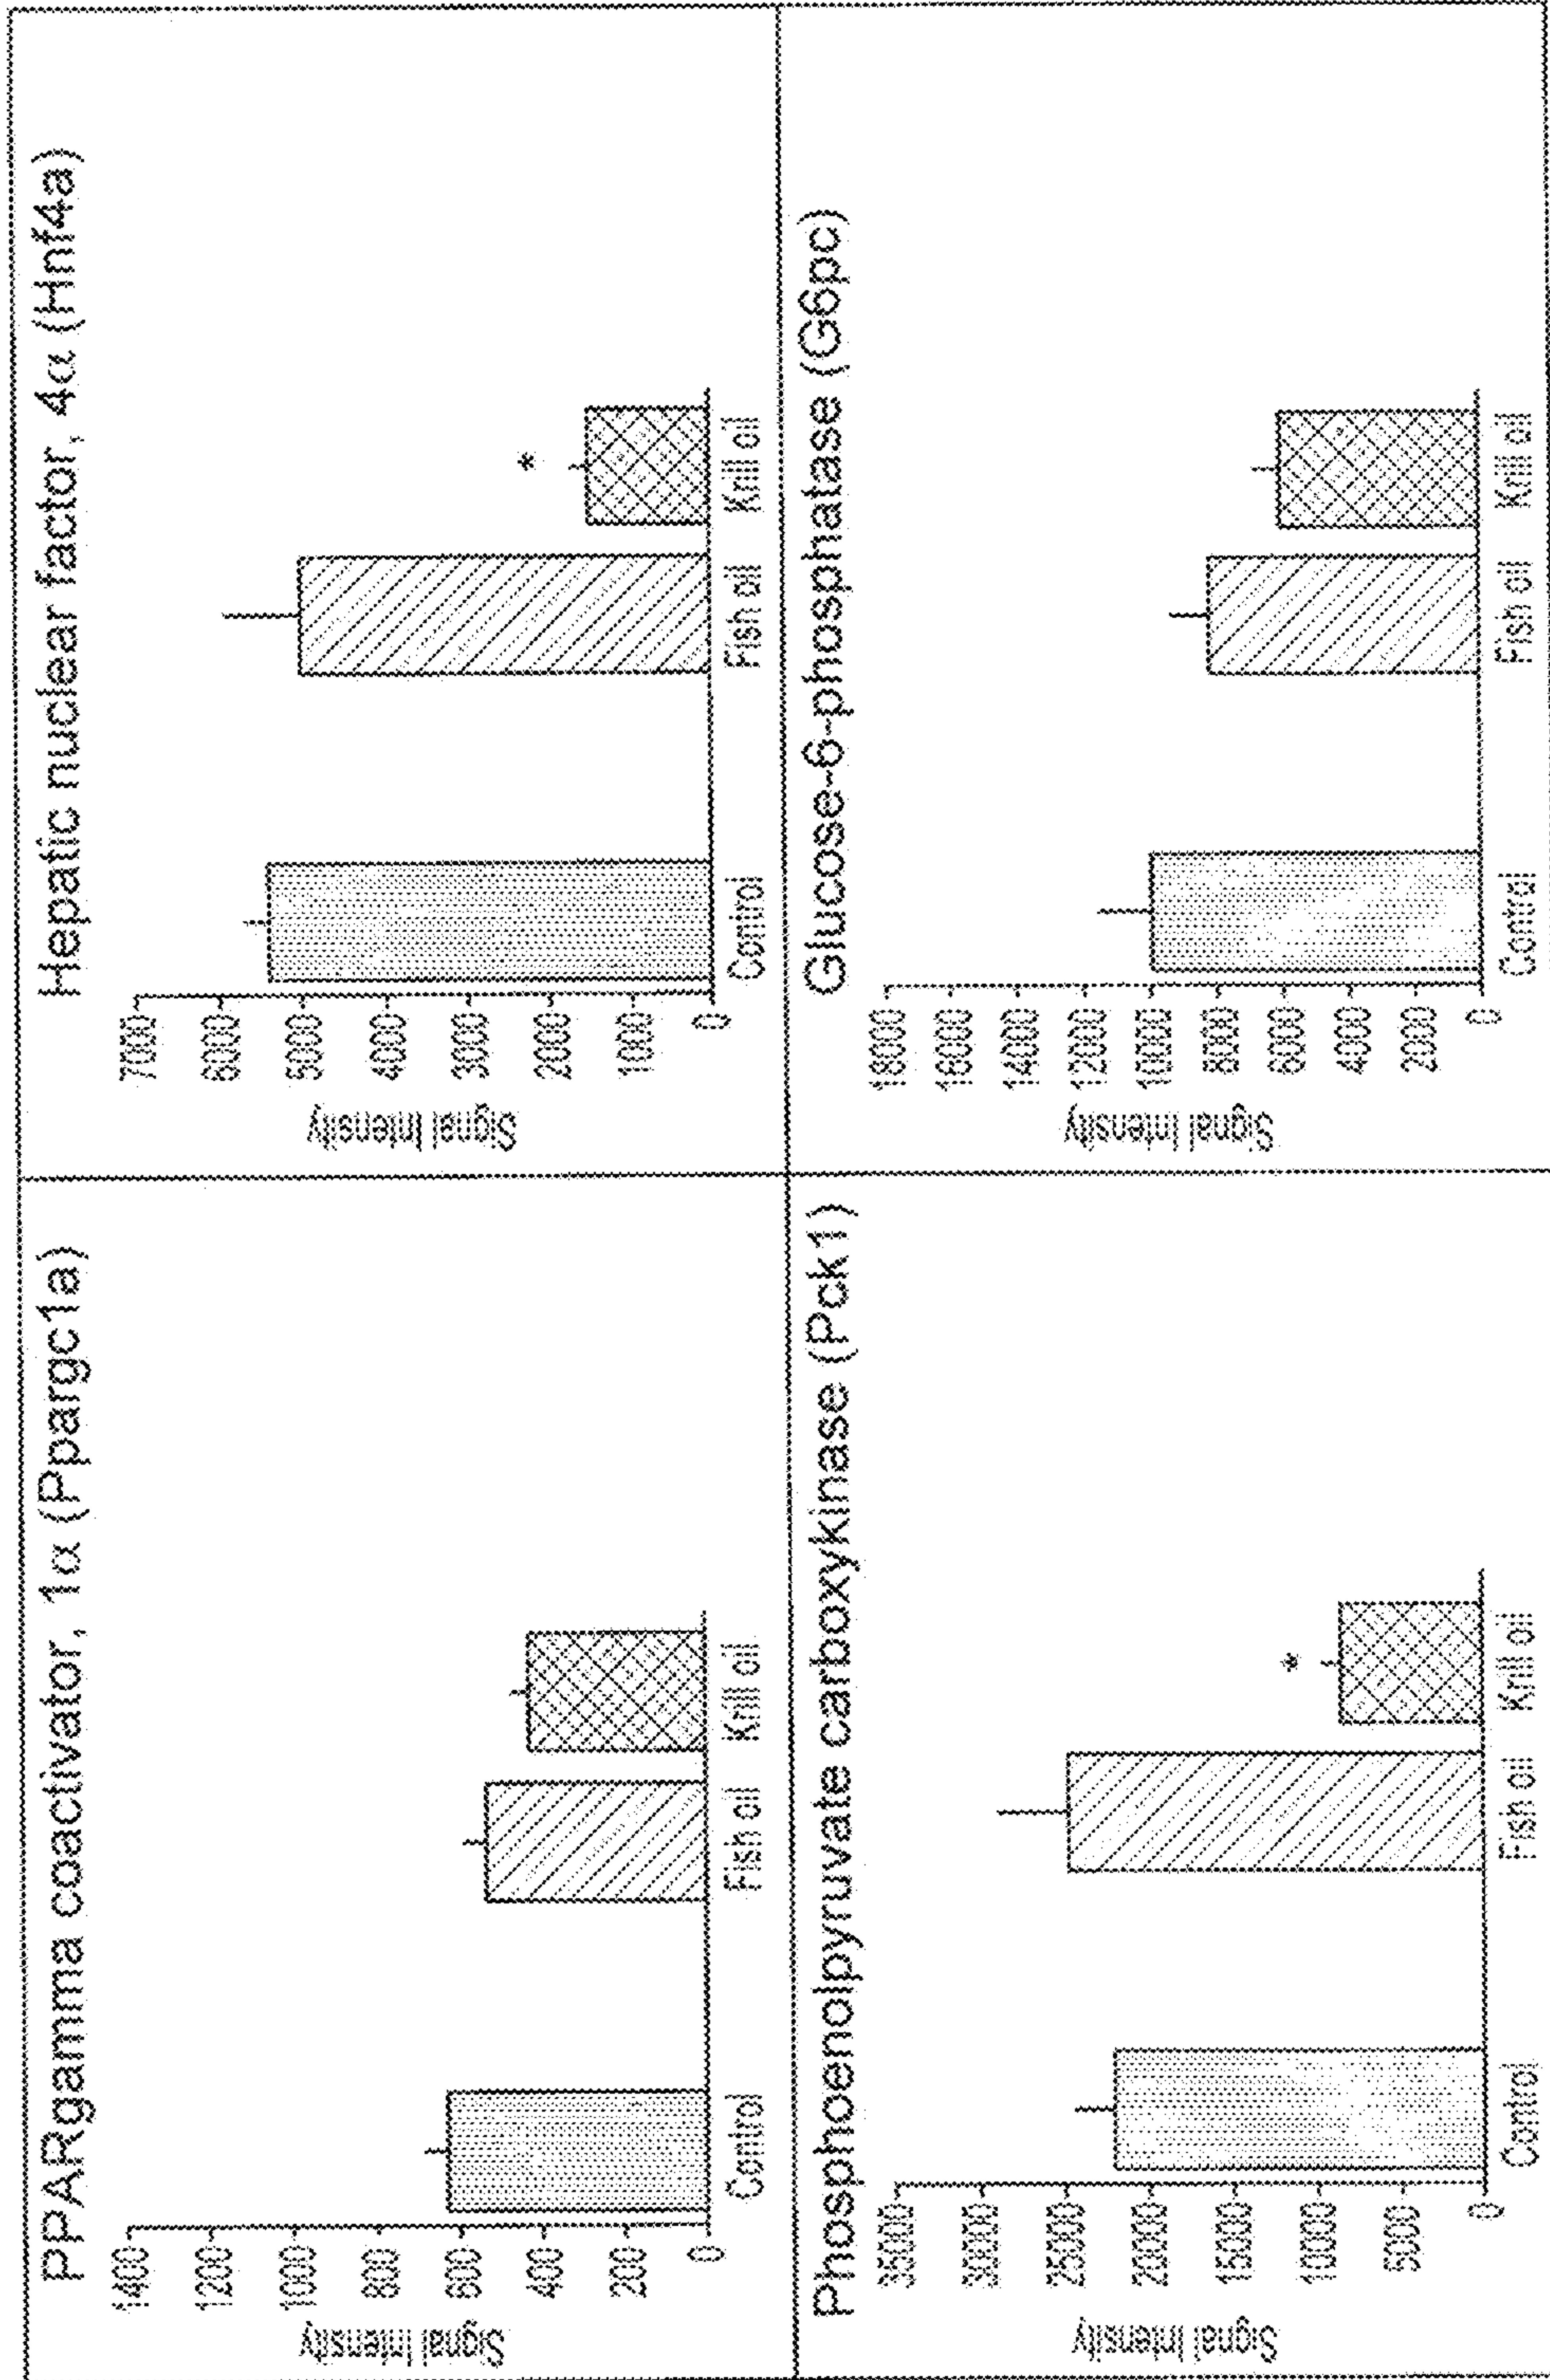 PPARgamma coactivator, 1α (Ppargc1a)
Signal Intensity
1400
1200
1000
800
600
400
200
0
Control
Fish oil
Krill oil
*
Hepatic nuclear factor, 4α (Hnf4a)
Signal Intensity
7000
6000
5000
4000
3000
2000
1000
0
Control
Fish oil
Krill oil
Phosphoenolpyruvate carboxykinase (Pck1)
Signal Intensity
35000
30000
25000
20000
15000
10000
5000
0
*
Control
Fish oil
Krill oil
Glucose-6-phosphatase (G6pc)
Signal Intensity
18000
16000
14000
12000
10000
8000
6000
4000
2000
0
Control
Fish oil
Krill oil